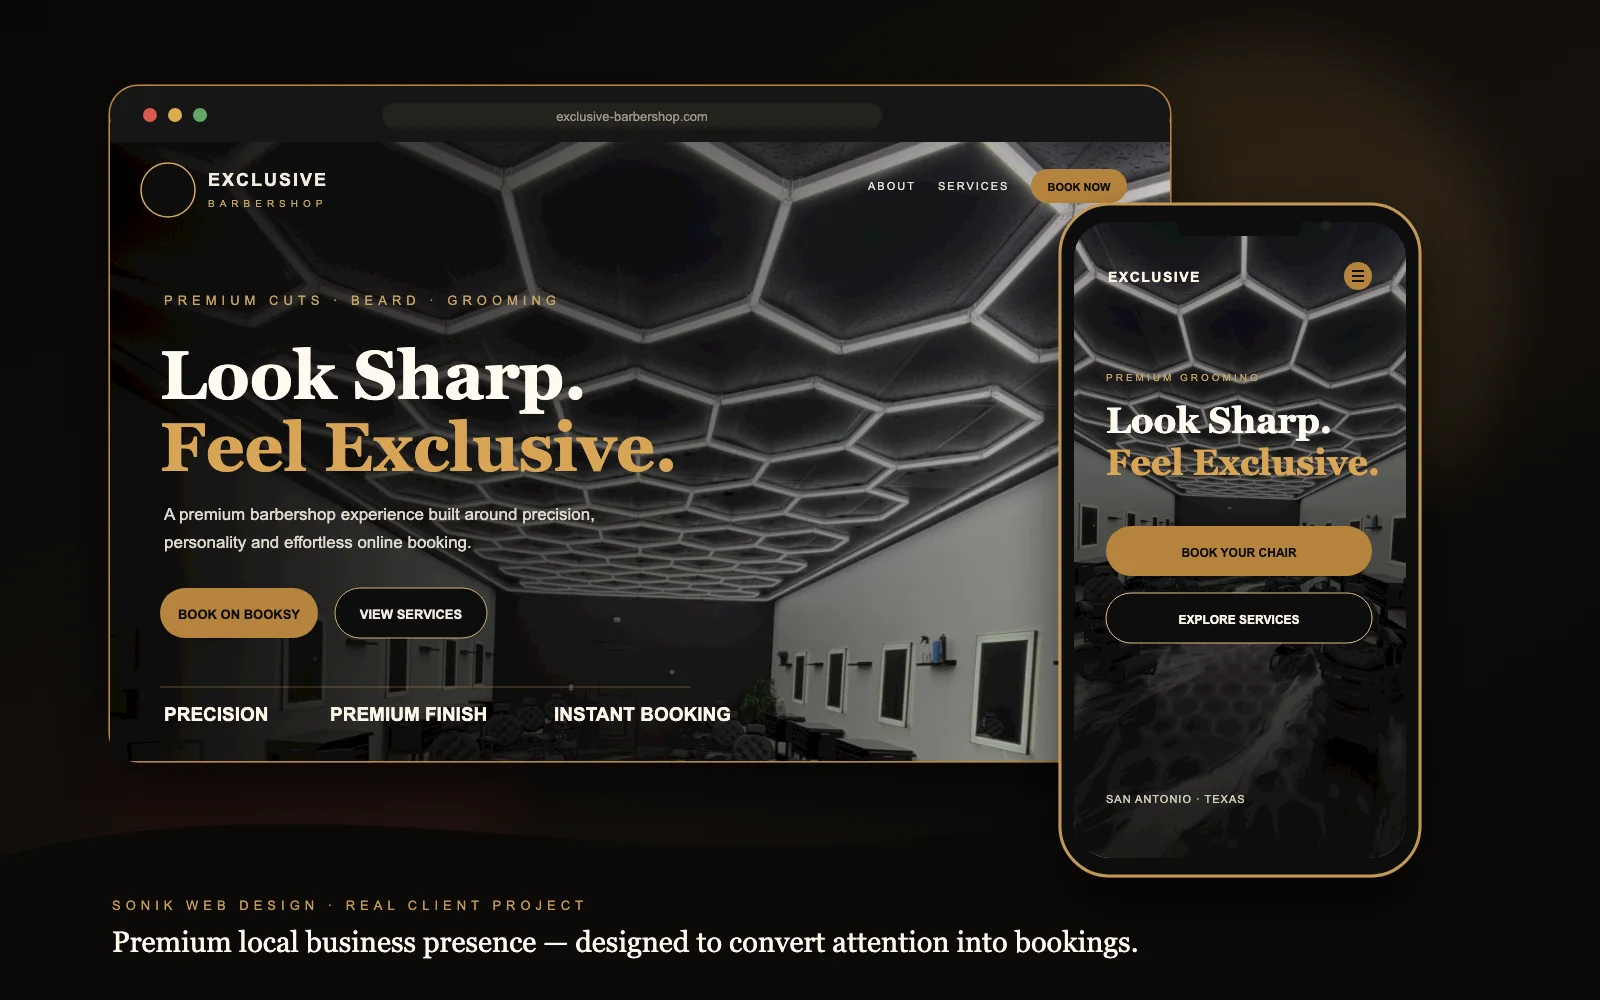 exclusive-barbershop.com
EXCLUSIVE
BARBERSHOP
ABOUT SERVICES BOOK NOW
PREMIUM CUTS · BEARD · GROOMING
Look Sharp.
Feel Exclusive.
A premium barbershop experience built around precision,
personality and effortless online booking.
BOOK ON BOOKSY VIEW SERVICES
PRECISION PREMIUM FINISH INSTANT BOOKING
EXCLUSIVE
PREMIUM GROOMING
Look Sharp.
Feel Exclusive.
BOOK YOUR CHAIR
EXPLORE SERVICES
SAN ANTONIO · TEXAS
SONIK WEB DESIGN · REAL CLIENT PROJECT
Premium local business presence — designed to convert attention into bookings.